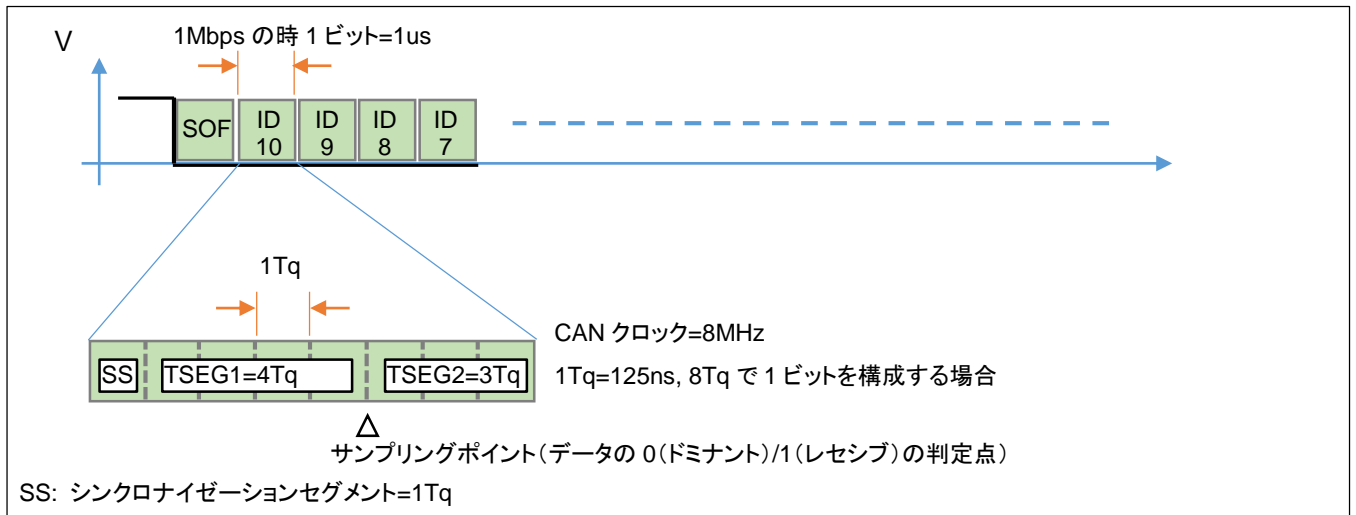 V
1Mbps の時 1 ビット=1us
SOF
ID
10
ID
9
ID
8
ID
7
1Tq
SS
TSEG1=4Tq
TSEG2=3Tq
CAN クロック=8MHz
1Tq=125ns, 8Tq で 1 ビットを構成する場合
サンプリングポイント(データの 0(ドミナント)/1(レセシブ)の判定点)
SS: シンクロナイゼーションセグメント=1Tq